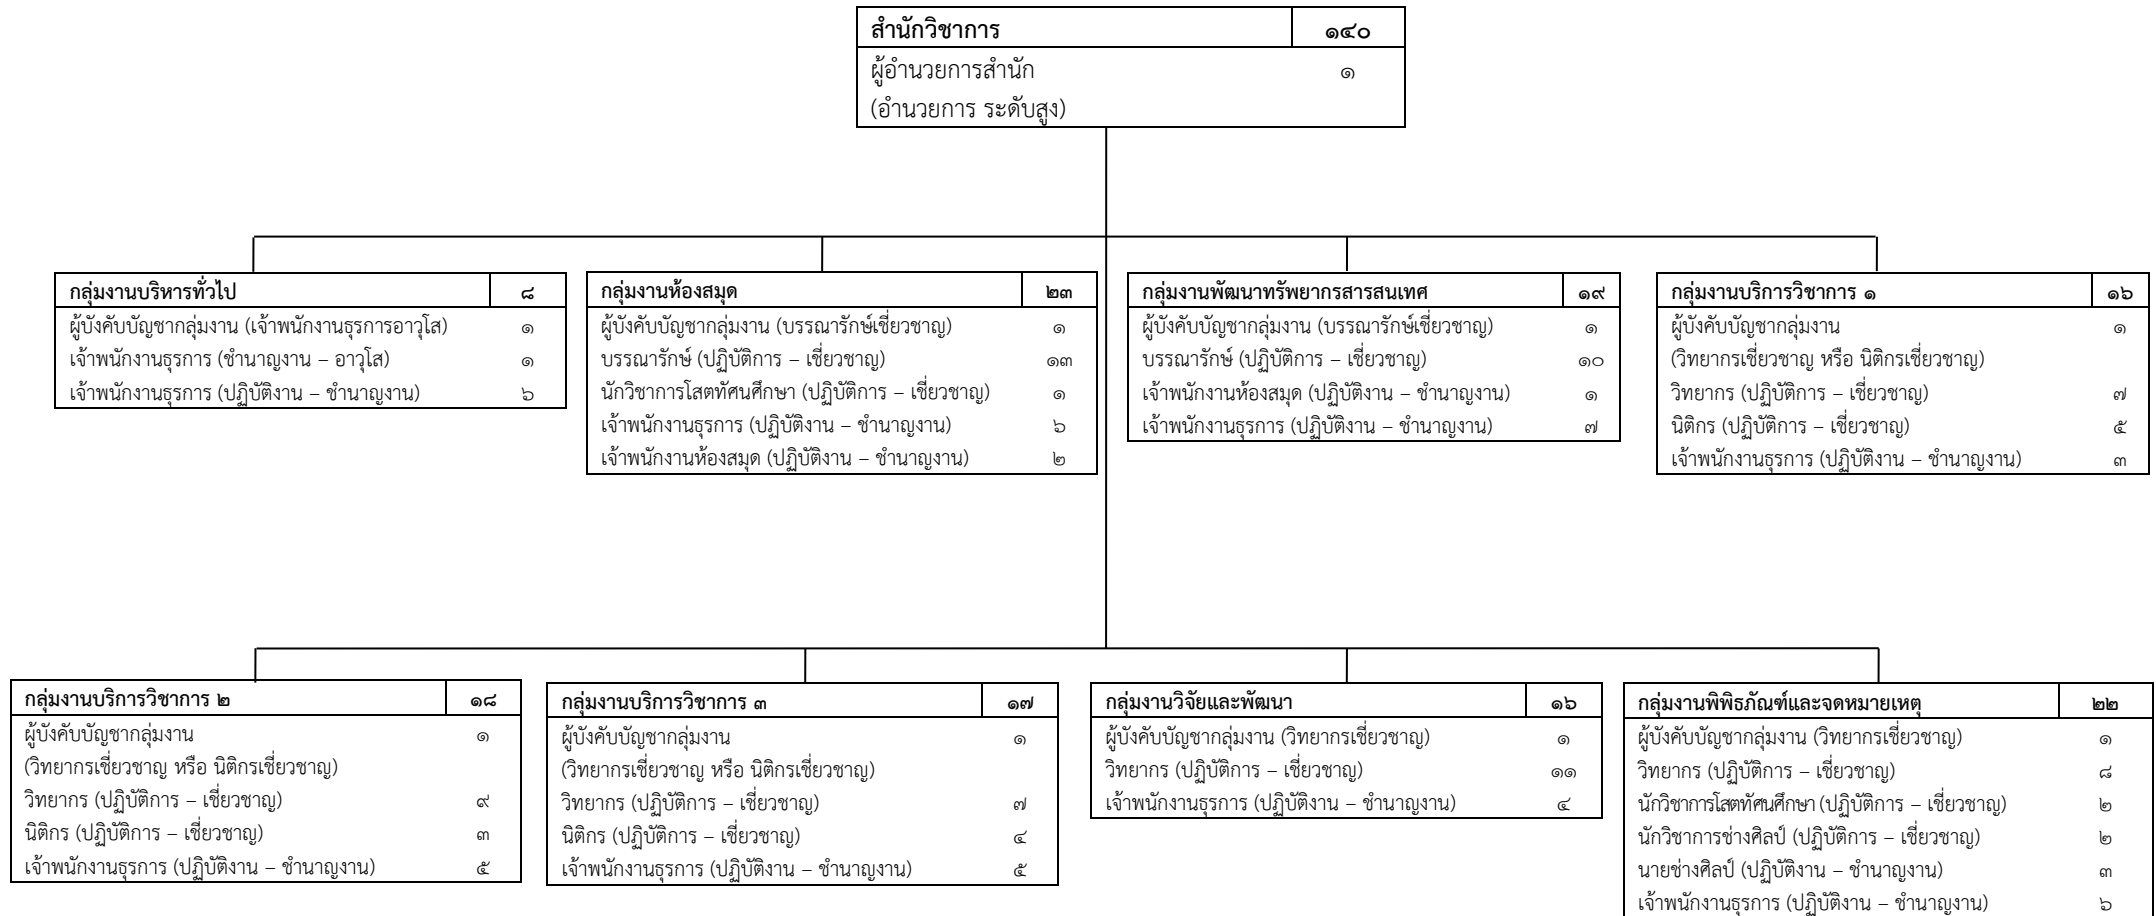 สำนักวิชาการ ๑๔๐
ผู้อำนวยการสำนัก ๑
(อำนวยการ ระดับสูง)
กลุ่มงานบริหารทั่วไป ๘
ผู้บังคับบัญชากลุ่มงาน (เจ้าพนักงานธุรการอาวุโส) ๑
เจ้าพนักงานธุรการ (ชำนาญงาน – อาวุโส) ๑
เจ้าพนักงานธุรการ (ปฏิบัติงาน – ชำนาญงาน) ๖
กลุ่มงานห้องสมุด ๒๓
ผู้บังคับบัญชากลุ่มงาน (บรรณารักษ์เชี่ยวชาญ) ๑
บรรณารักษ์ (ปฏิบัติการ – เชี่ยวชาญ) ๑๓
นักวิชาการโสตทัศนศึกษา (ปฏิบัติการ – เชี่ยวชาญ) ๑
เจ้าพนักงานธุรการ (ปฏิบัติงาน – ชำนาญงาน) ๖
เจ้าพนักงานห้องสมุด (ปฏิบัติงาน – ชำนาญงาน) ๒
กลุ่มงานพัฒนาทรัพยากรสารสนเทศ ๑๙
ผู้บังคับบัญชากลุ่มงาน (บรรณารักษ์เชี่ยวชาญ) ๑
บรรณารักษ์ (ปฏิบัติการ – เชี่ยวชาญ) ๑๐
เจ้าพนักงานห้องสมุด (ปฏิบัติงาน – ชำนาญงาน) ๑
เจ้าพนักงานธุรการ (ปฏิบัติงาน – ชำนาญงาน) ๗
กลุ่มงานบริการวิชาการ ๑ ๑๖
ผู้บังคับบัญชากลุ่มงาน ๑
(วิทยากรเชี่ยวชาญ หรือ นิติกรเชี่ยวชาญ)
วิทยากร (ปฏิบัติการ – เชี่ยวชาญ) ๗
นิติกร (ปฏิบัติการ – เชี่ยวชาญ) ๕
เจ้าพนักงานธุรการ (ปฏิบัติงาน – ชำนาญงาน) ๓
กลุ่มงานบริการวิชาการ ๒ ๑๘
ผู้บังคับบัญชากลุ่มงาน ๑
(วิทยากรเชี่ยวชาญ หรือ นิติกรเชี่ยวชาญ)
วิทยากร (ปฏิบัติการ – เชี่ยวชาญ) ๙
นิติกร (ปฏิบัติการ – เชี่ยวชาญ) ๓
เจ้าพนักงานธุรการ (ปฏิบัติงาน – ชำนาญงาน) ๕
กลุ่มงานบริการวิชาการ ๓ ๑๗
ผู้บังคับบัญชากลุ่มงาน ๑
(วิทยากรเชี่ยวชาญ หรือ นิติกรเชี่ยวชาญ)
วิทยากร (ปฏิบัติการ – เชี่ยวชาญ) ๗
นิติกร (ปฏิบัติการ – เชี่ยวชาญ) ๔
เจ้าพนักงานธุรการ (ปฏิบัติงาน – ชำนาญงาน) ๕
กลุ่มงานวิจัยและพัฒนา ๑๖
ผู้บังคับบัญชากลุ่มงาน (วิทยากรเชี่ยวชาญ) ๑
วิทยากร (ปฏิบัติการ – เชี่ยวชาญ) ๑๑
เจ้าพนักงานธุรการ (ปฏิบัติงาน – ชำนาญงาน) ๔
กลุ่มงานพิพิธภัณฑ์และจดหมายเหตุ ๒๒
ผู้บังคับบัญชากลุ่มงาน (วิทยากรเชี่ยวชาญ) ๑
วิทยากร (ปฏิบัติการ – เชี่ยวชาญ) ๘
นักวิชาการโสตทัศนศึกษา (ปฏิบัติการ – เชี่ยวชาญ) ๒
นักวิชาการช่างศิลป์ (ปฏิบัติการ – เชี่ยวชาญ) ๒
นายช่างศิลป์ (ปฏิบัติงาน – ชำนาญงาน) ๓
เจ้าพนักงานธุรการ (ปฏิบัติงาน – ชำนาญงาน) ๖